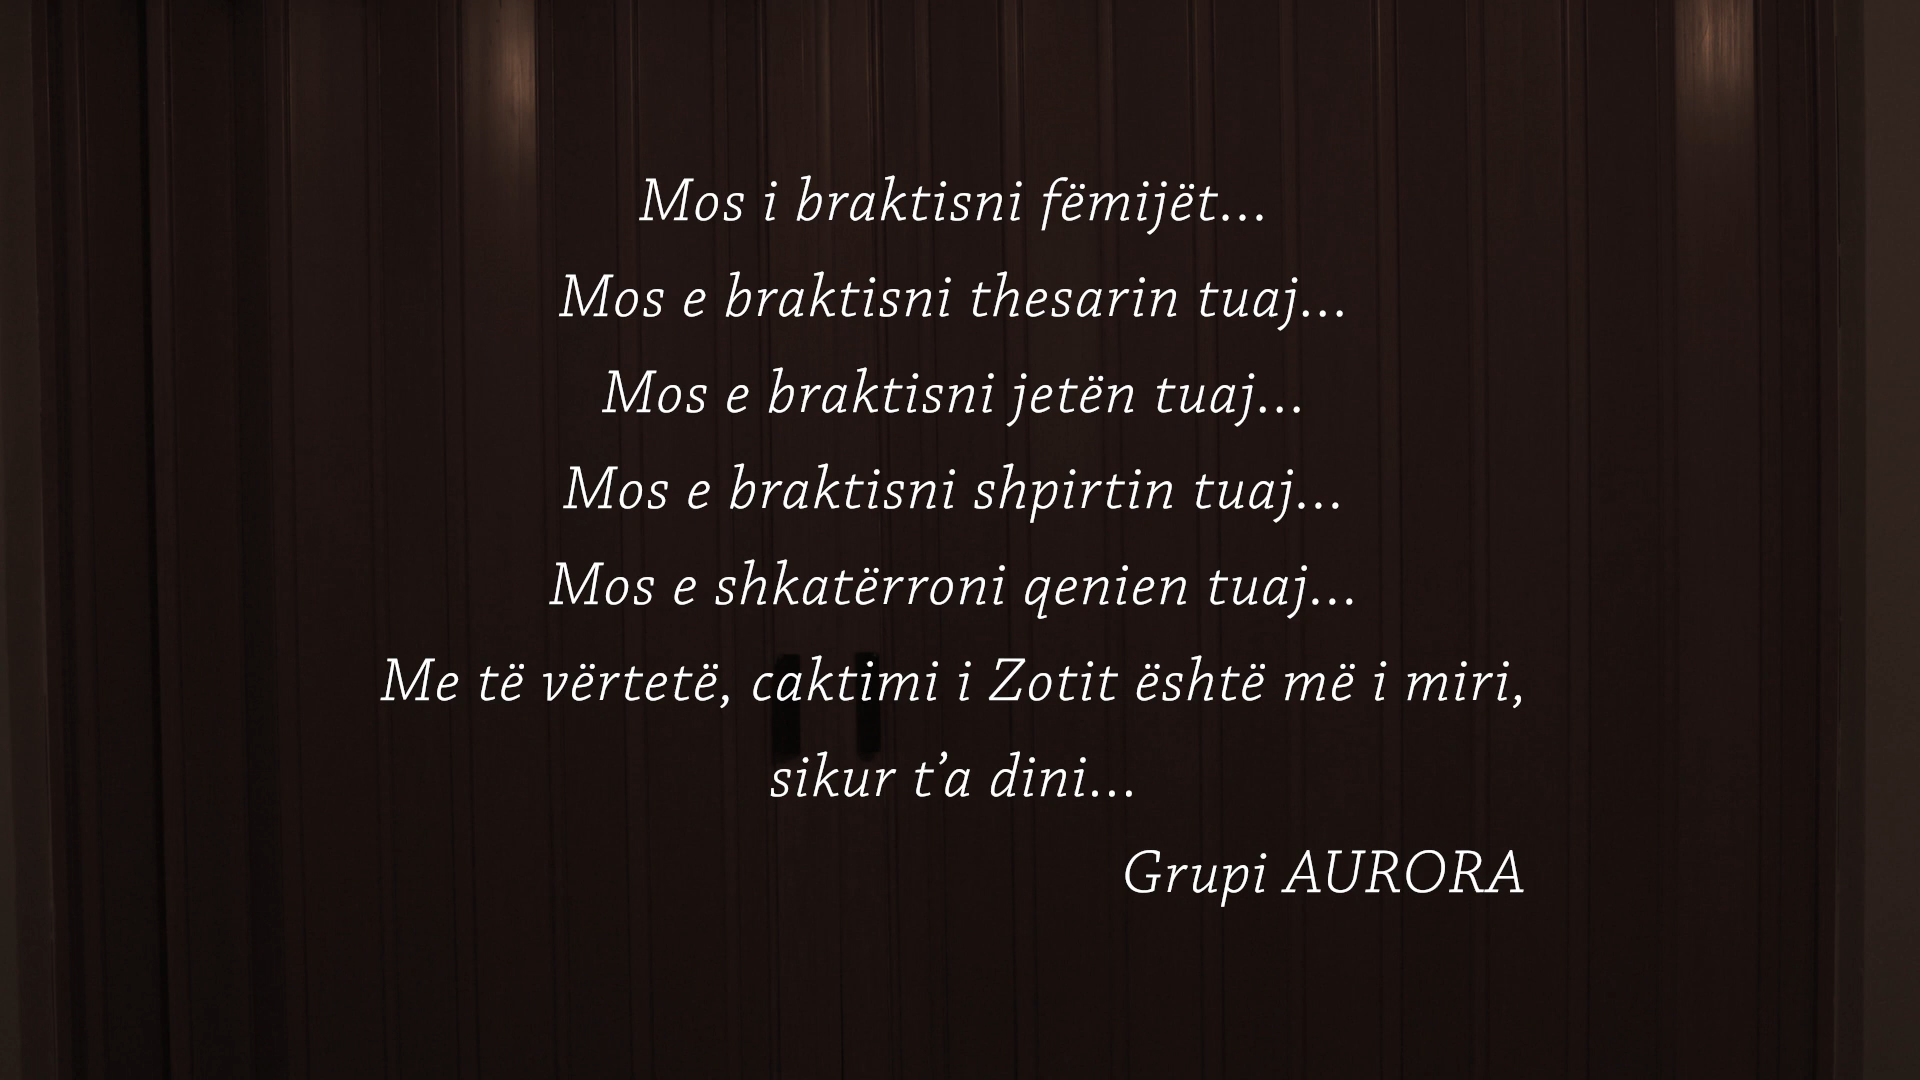 Mos i braktisni fëmijët...
Mos e braktisni thesarin tuaj...
Mos e braktisni jetën tuaj...
Mos e braktisni shpirtin tuaj...
Mos e shkatërroni qenien tuaj...
Me të vërtetë, caktimi i Zotit është më i miri,
sikur t’a dini...
Grupi AURORA